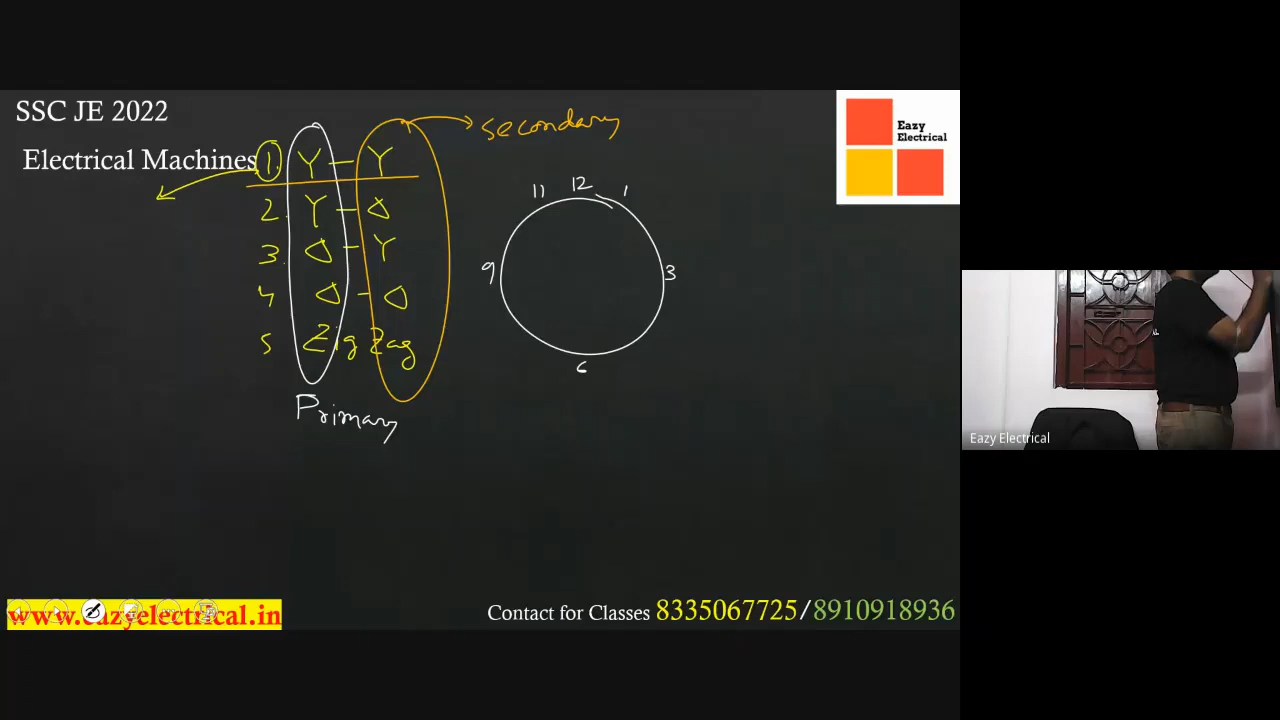 SSC JE 2022
Electrical Machines
1. Y - Y
2. Y - Δ
3. Δ - Y
4 Δ - Δ
5 Zig Zag
Primary
secondary
11 12 1
9 3
6
Eazy
Electrical
Eazy Electrical
www.eazyelectrical.in
Contact for Classes 8335067725/8910918936